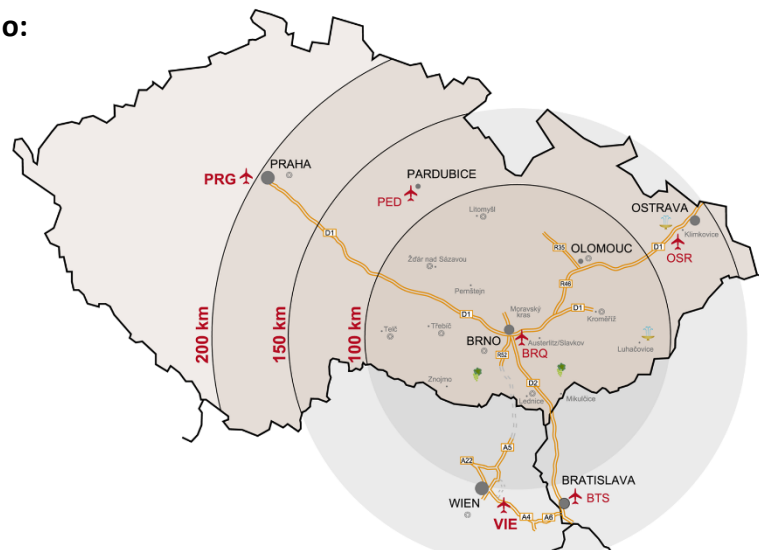 o:
PRAHA
PRG
PARDUBICE
PED
Litomyšl
OSTRAVA
Klimkovice
OSR
D1
OLOMOUC
R35
D1
R46
Žďár nad Sázavou
Pernštejn
Moravský
kras
D1
D1
Kroměříž
200 km
150 km
100 km
Telč
Třebíč
BRNO
BRQ
Austerlitz/Slavkov
Luhačovice
R52
Znojmo
D2
Lednice
Mikulčice
A5
A22
WIEN
VIE
A4
A6
BRATISLAVA
BTS